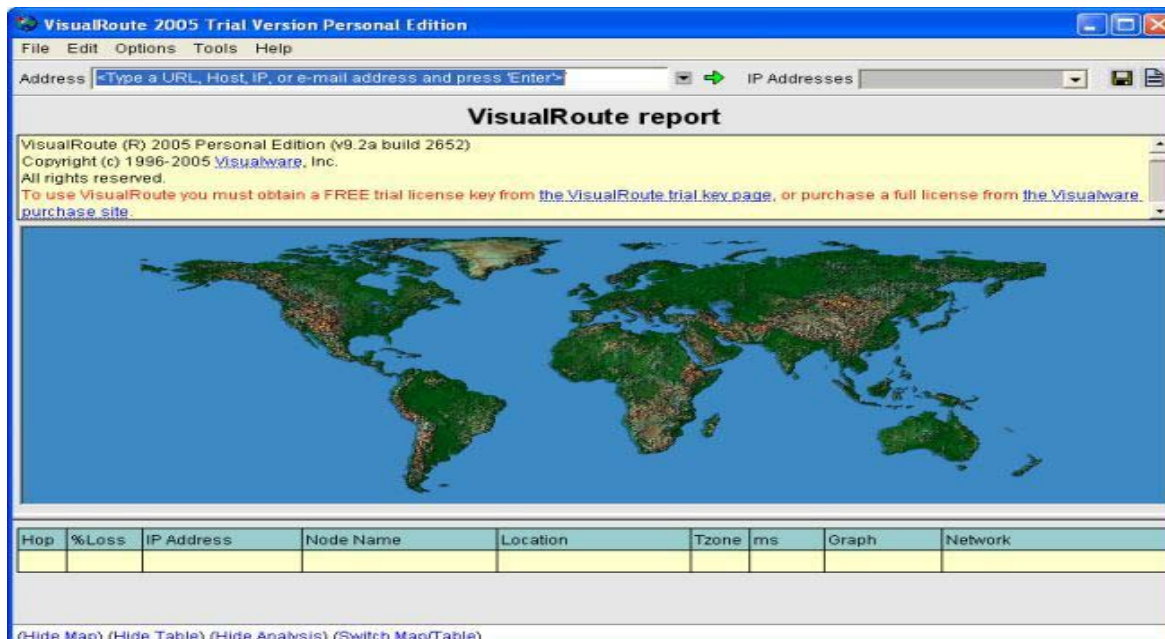 VisualRoute 2005 Trial Version Personal Edition
File Edit Options Tools Help
Address <Type a URL, Host, IP, or e-mail address and press 'Enter'> IP Addresses
VisualRoute report
VisualRoute (R) 2005 Personal Edition (v9.2a build 2652)
Copyright (c) 1996-2005 Visualware, Inc.
All rights reserved.
To use VisualRoute you must obtain a FREE trial license key from the VisualRoute trial key page, or purchase a full license from the Visualware
purchase site.
Hop %Loss IP Address Node Name Location Tzone ms Graph Network
(Hide Map) (Hide Table) (Hide Analysis) (Switch Map/Table)